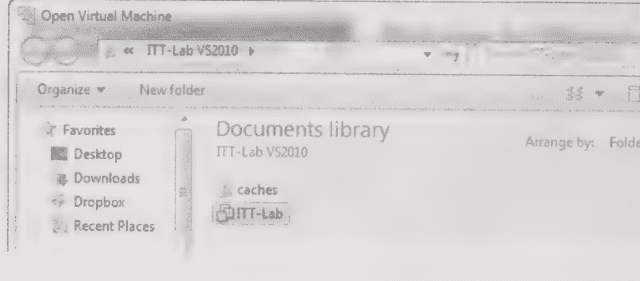 Open Virtual Machine
« ITT-Lab VS2010
Organize New folder
Favorites
Desktop
Downloads
Dropbox
Recent Places
Documents library
ITT-Lab VS2010
Arrange by: Folde
caches
ITT-Lab